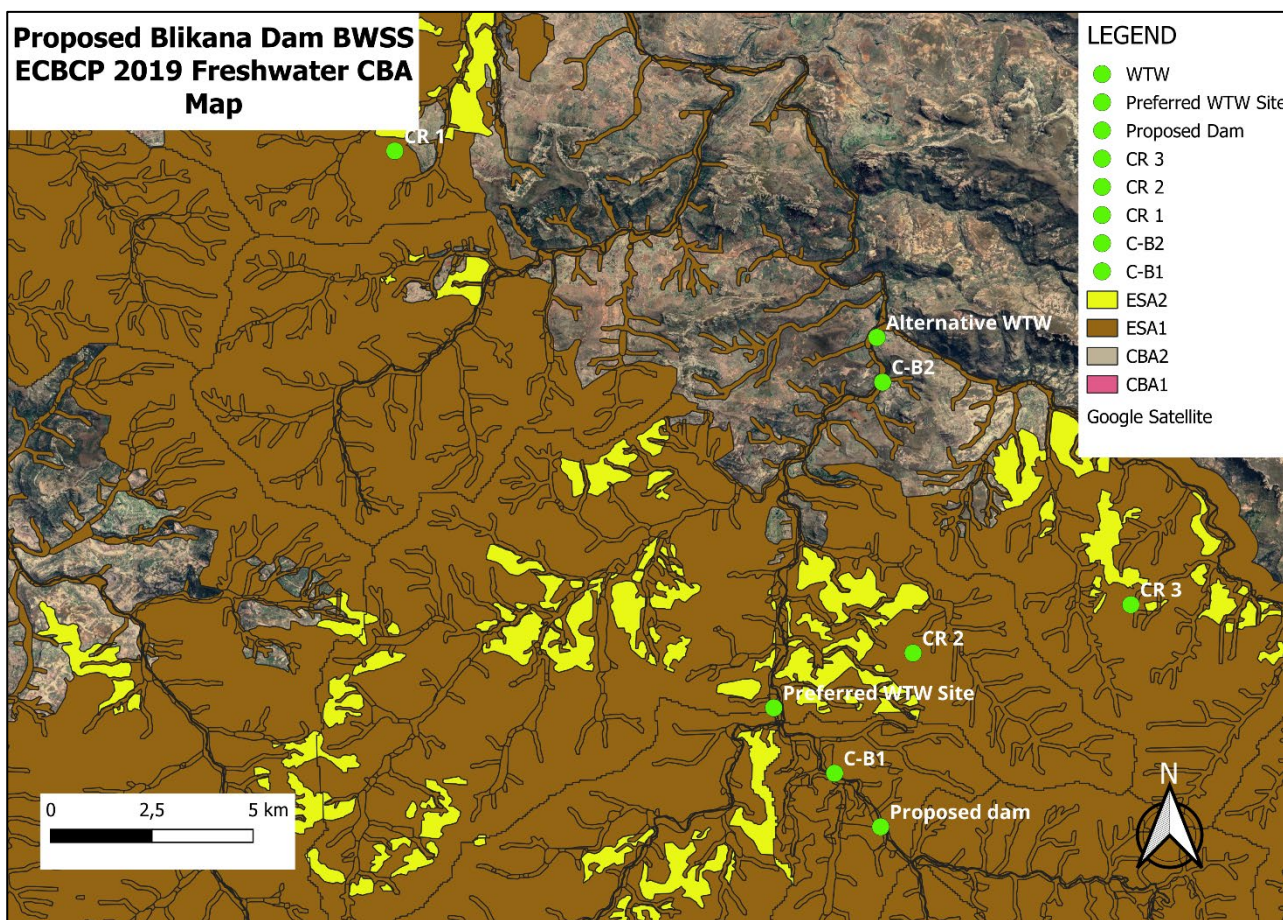 Proposed Blikana Dam BWSS
ECBCP 2019 Freshwater CBA
Map
LEGEND
WTW
Preferred WTW Site
Proposed Dam
CR 3
CR 2
CR 1
C-B2
C-B1
ESA2
ESA1
CBA2
CBA1
Google Satellite
CR 1
Alternative WTW
C-B2
CR 3
CR 2
Preferred WTW Site
C-B1
Proposed dam
0 2,5 5 km
N